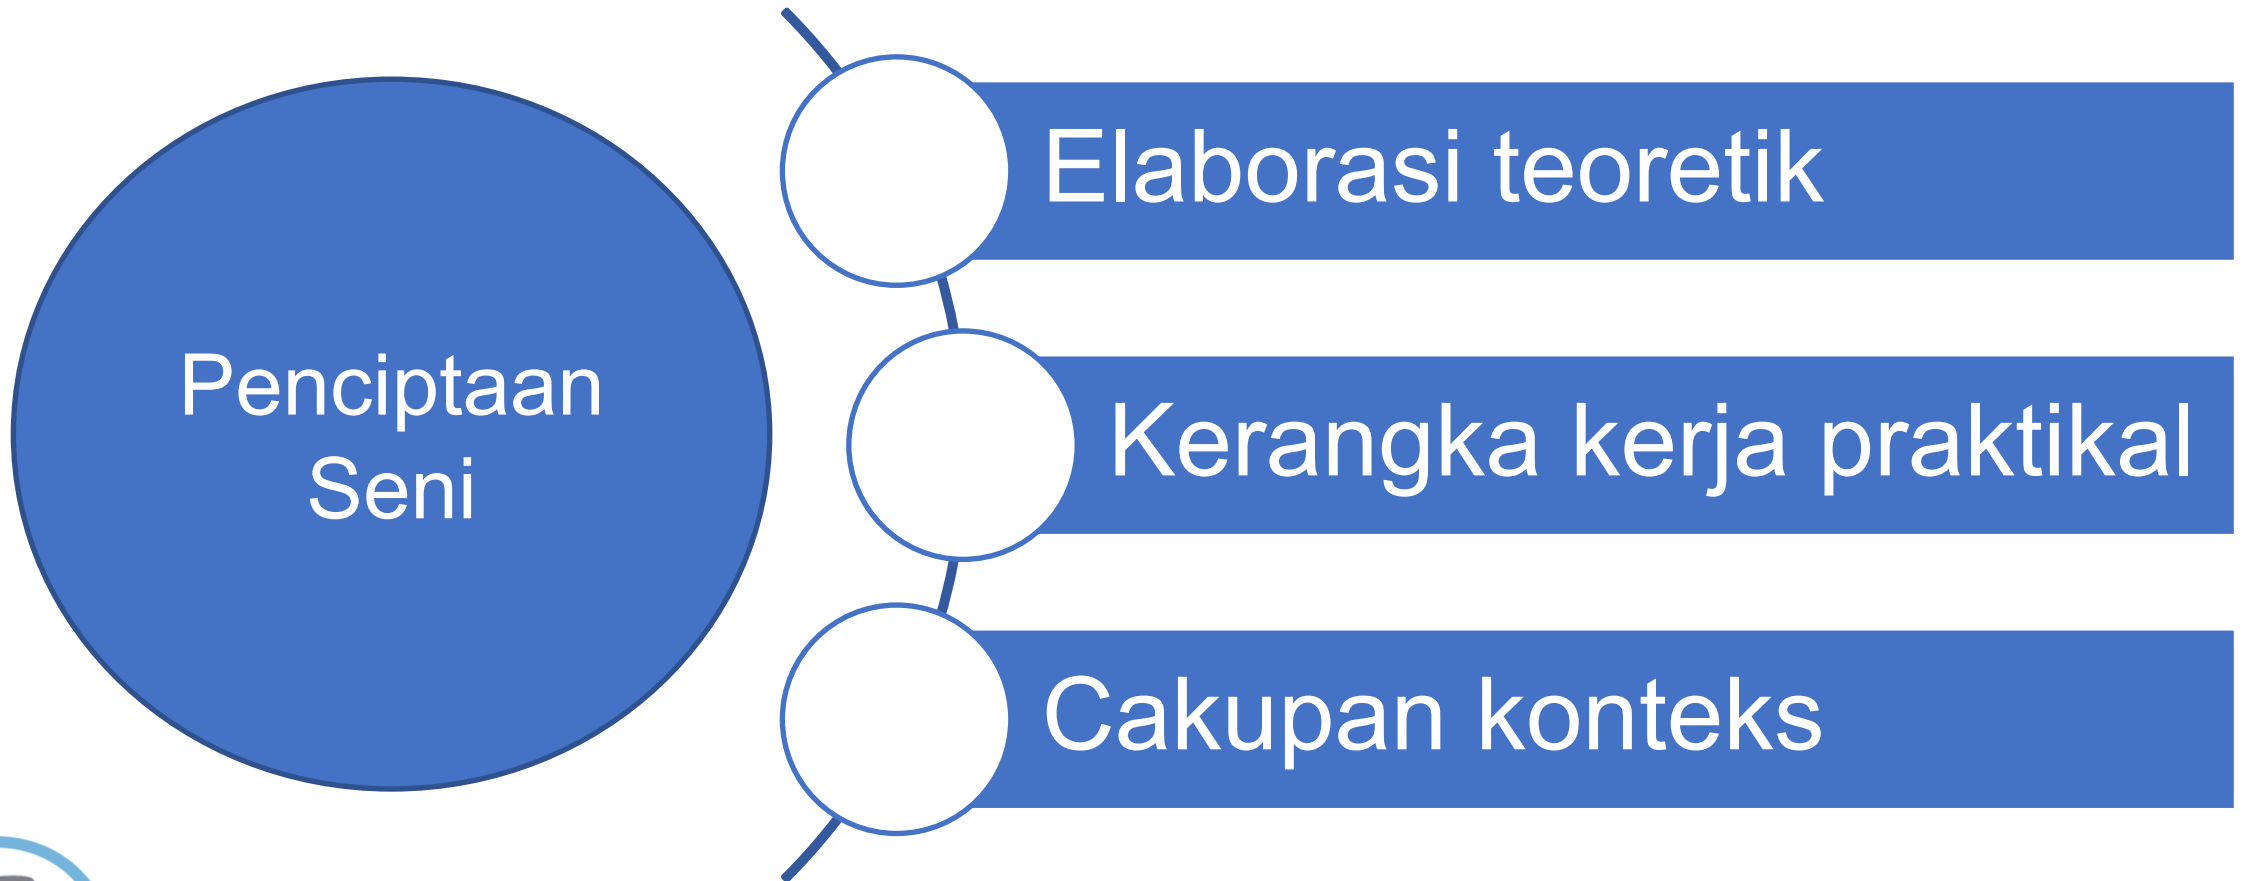 Penciptaan
Seni
Elaborasi teoretik
Kerangka kerja praktikal
Cakupan konteks